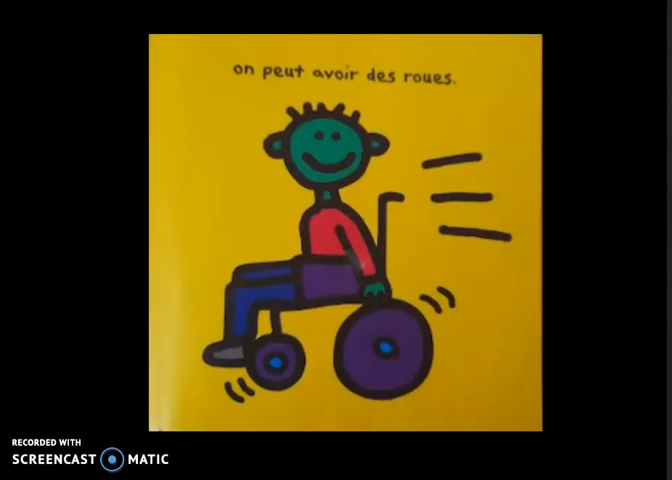 on peut avoir des roues.
RECORDED WITH
SCREENCAST MATIC